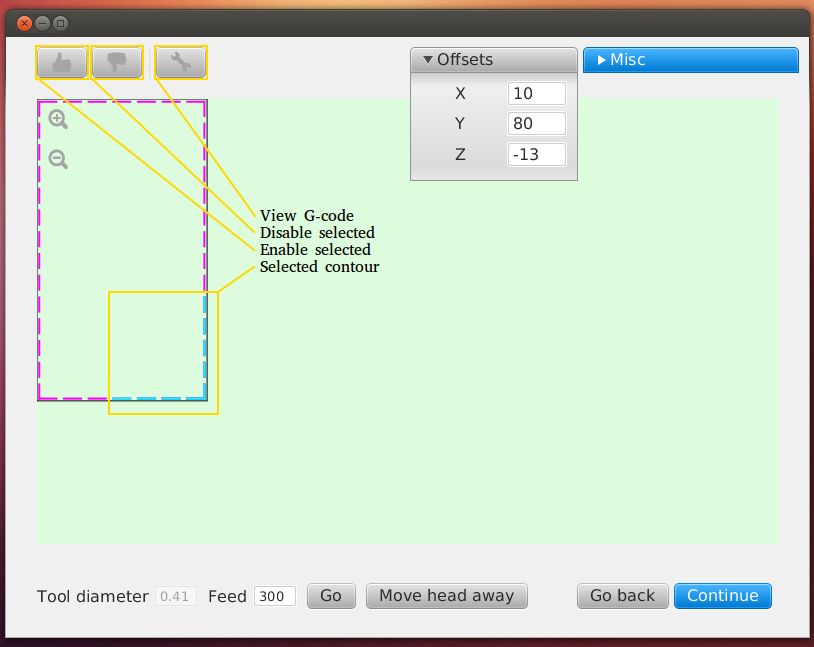 Offsets
Misc
X 10
Y 80
Z -13
View G-code
Disable selected
Enable selected
Selected contour
Tool diameter 0.41 Feed 300 Go Move head away Go back Continue